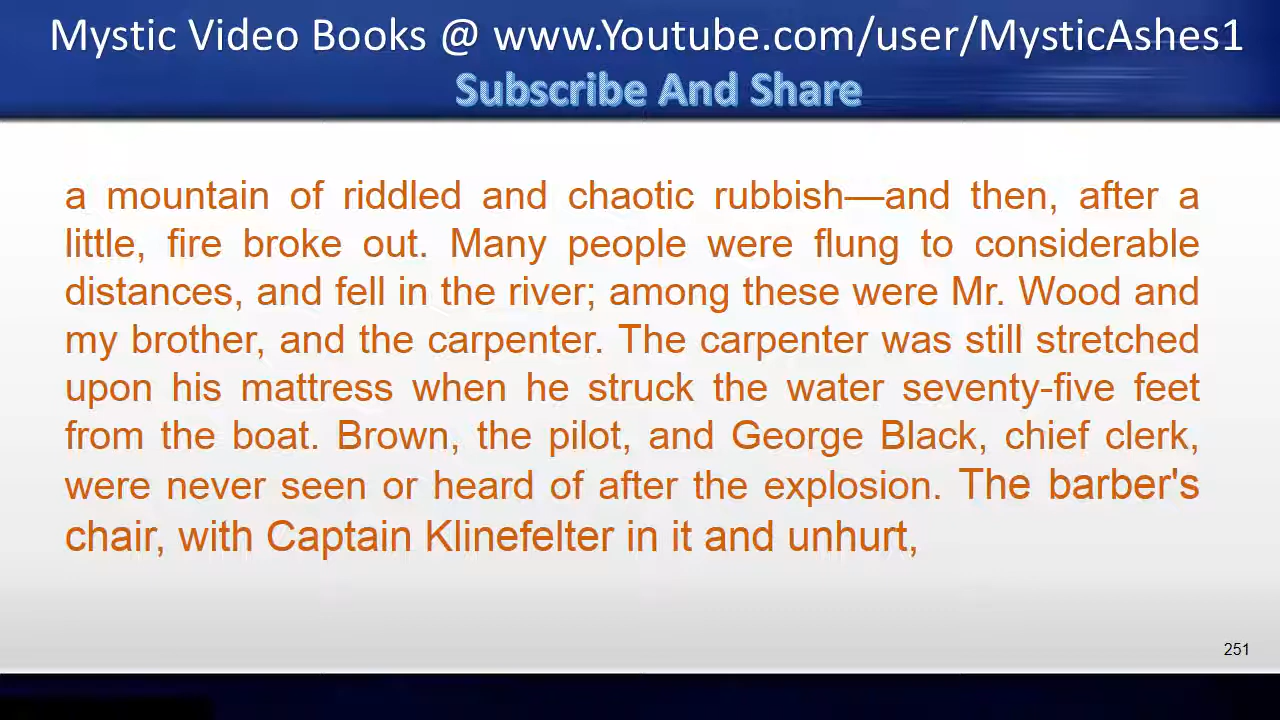 Mystic Video Books @ www.Youtube.com/user/MysticAshes1
Subscribe And Share
a mountain of riddled and chaotic rubbish—and then, after a
little, fire broke out. Many people were flung to considerable
distances, and fell in the river; among these were Mr. Wood and
my brother, and the carpenter. The carpenter was still stretched
upon his mattress when he struck the water seventy-five feet
from the boat. Brown, the pilot, and George Black, chief clerk,
were never seen or heard of after the explosion. The barber's
chair, with Captain Klinefelter in it and unhurt,
251